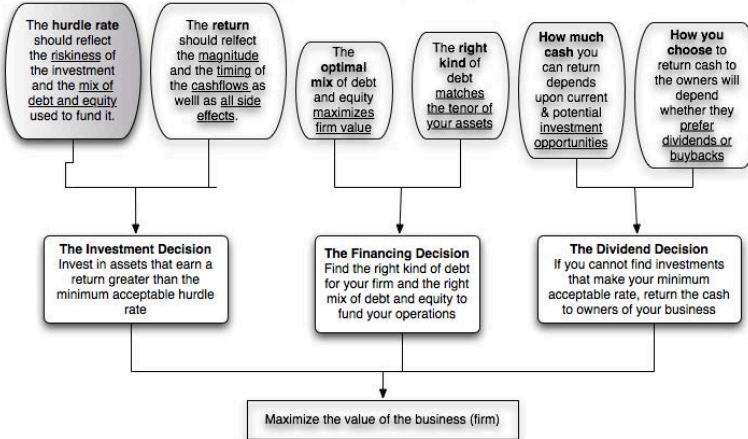 The hurdle rate
should reflect
the riskiness of
the investment
and the mix of
debt and equity
used to fund it.
The return
should relfect
the magnitude
and the timing of
the cashflows as
welll as all side
effects.
The
optimal
mix of debt
and equity
maximizes
firm value
The right
kind of
debt
matches
the tenor of
your assets
How much
cash you
can return
depends
upon current
& potential
investment
opportunities
How you
choose to
return cash to
the owners will
depend
whether they
prefer
dividends or
buybacks
The Investment Decision
Invest in assets that earn a
return greater than the
minimum acceptable hurdle
rate
The Financing Decision
Find the right kind of debt
for your firm and the right
mix of debt and equity to
fund your operations
The Dividend Decision
If you cannot find investments
that make your minimum
acceptable rate, return the cash
to owners of your business
Maximize the value of the business (firm)